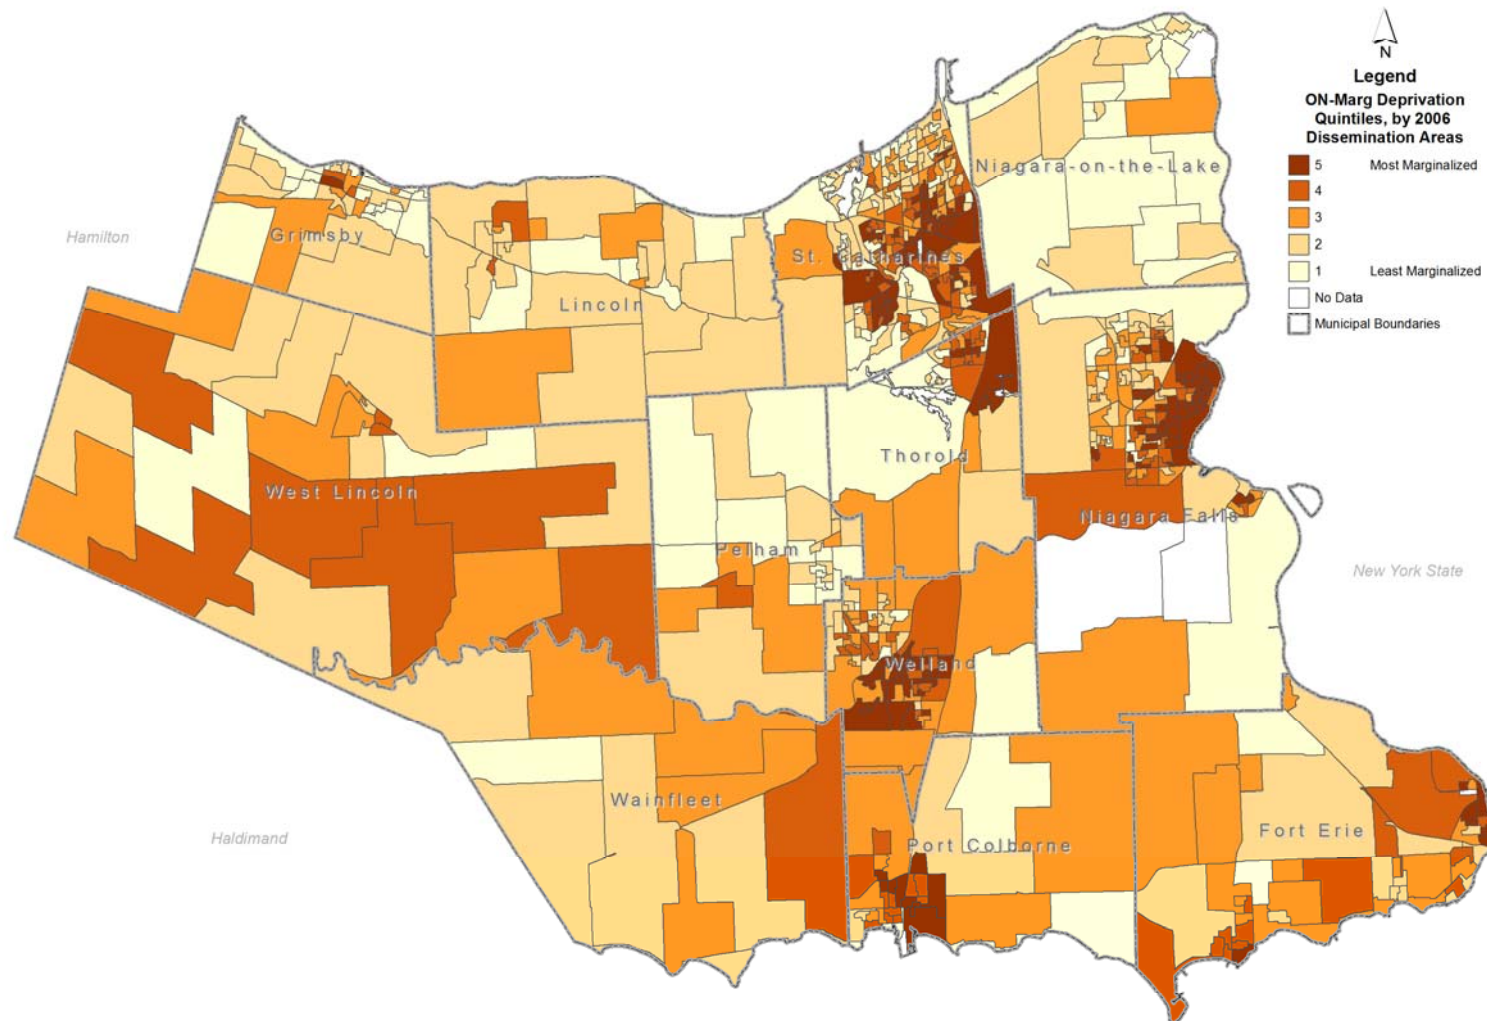 N
Legend
ON-Marg Deprivation
Quintiles, by 2006
Dissemination Areas
5 Most Marginalized
4
3
2
1 Least Marginalized
No Data
Municipal Boundaries
Niagara-on-the-Lake
Hamilton
Grimsby
St. Catharines
Lincoln
Thorold
West Lincoln
Niagara Falls
Pelham
New York State
Welland
Wainfleet
Haldimand
Port Colborne
Fort Erie